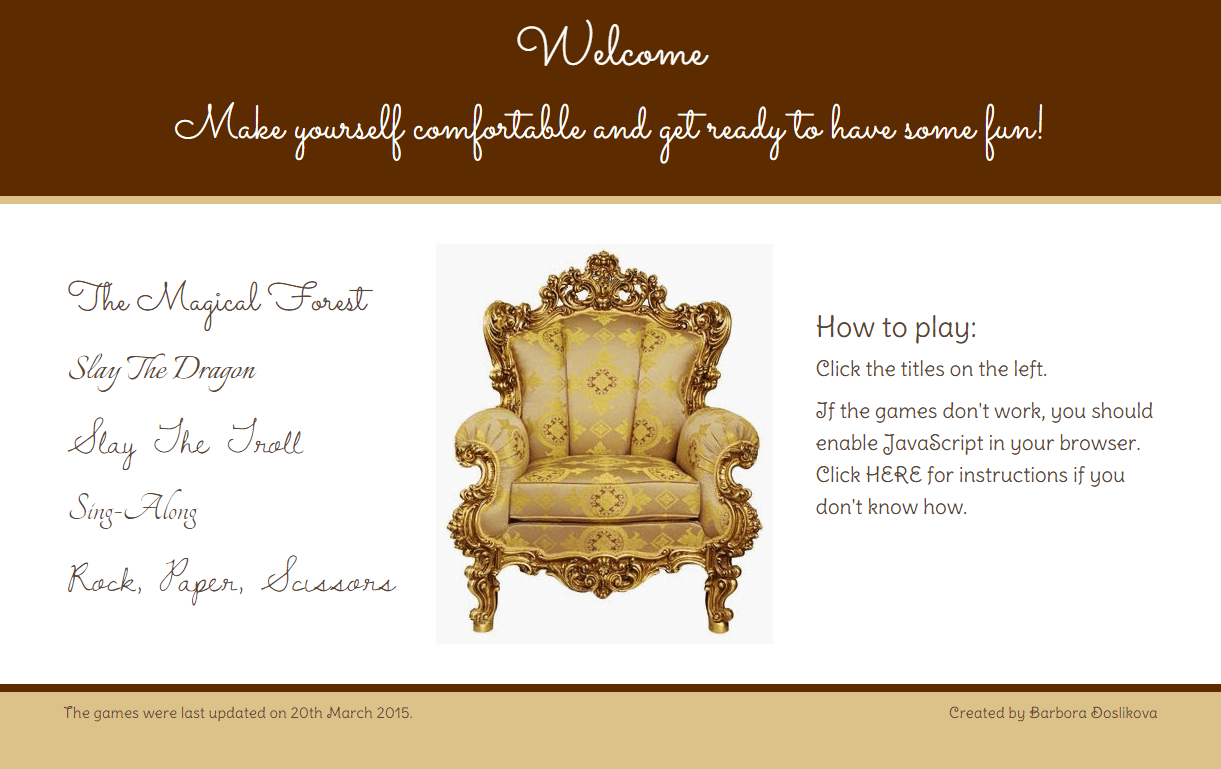 Welcome
Make yourself comfortable and get ready to have some fun!
The Magical Forest
Slay The Dragon
Slay The Troll
Sing-Along
Rock, Paper, Scissors
How to play:
Click the titles on the left.
If the games don't work, you should
enable JavaScript in your browser.
Click HERE for instructions if you
don't know how.
The games were last updated on 20th March 2015.
Created by Barbora Doslikova